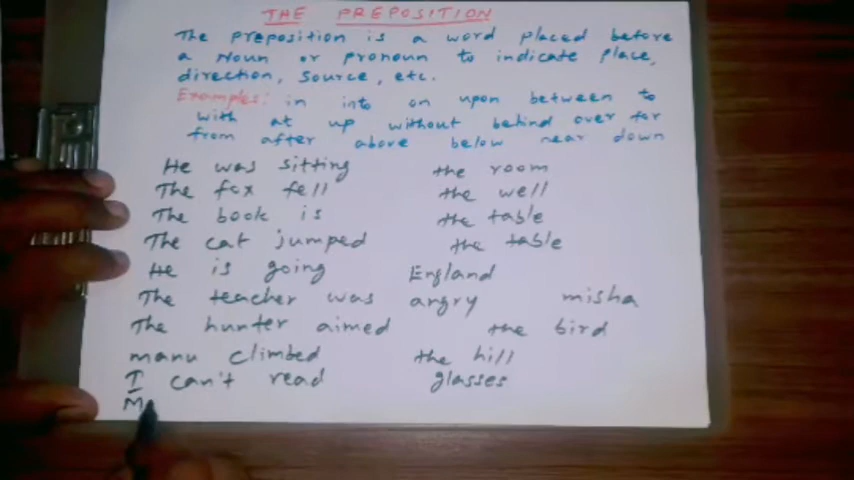 THE PREPOSITION
The preposition is a word placed before
a Noun or pronoun to indicate place,
direction, source, etc.
Examples: in into on upon between to
with at up without behind over for
from after above below near down
He was sitting the room
The fox fell the well
The book is the table
The cat jumped the table
He is going England
The teacher was angry misha
The hunter aimed the bird
manu climbed the hill
I can't read glasses
M